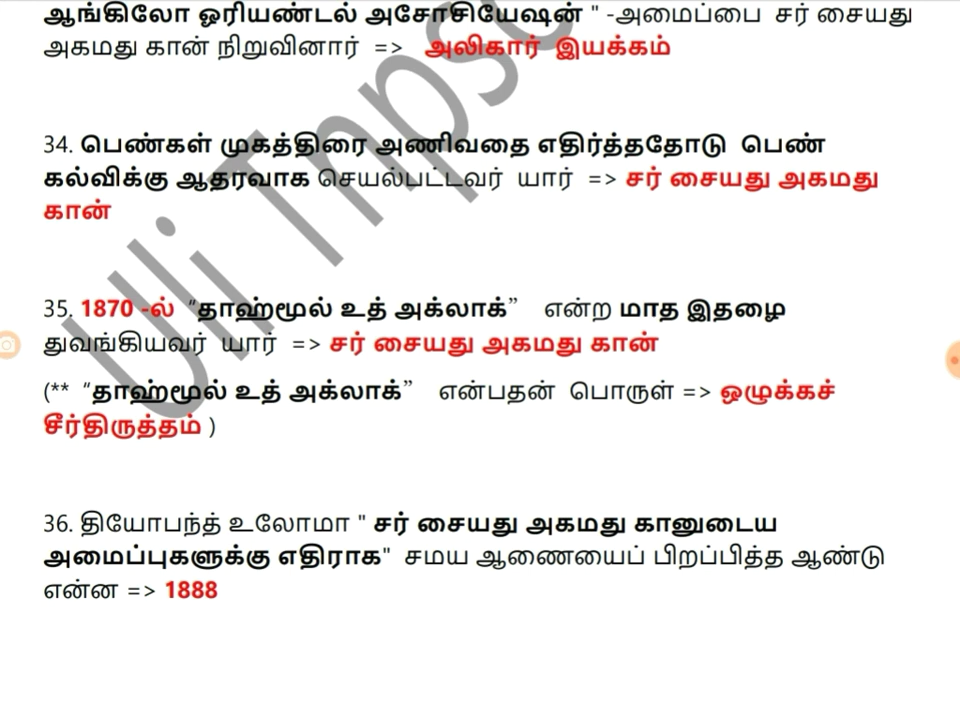 ஆங்கிலோ ஓரியண்டல் அசோசியேஷன் " -அமைப்பை சர் சையது
அகமது கான் நிறுவினார் => அலிகார் இயக்கம்
34. பெண்கள் முகத்திரை அணிவதை எதிர்த்ததோடு பெண்
கல்விக்கு ஆதரவாக செயல்பட்டவர் யார் => சர் சையது அகமது
கான்
35. 1870 -ல் "தாஹ்மூல் உத் அக்லாக்” என்ற மாத இதழை
துவங்கியவர் யார் => சர் சையது அகமது கான்
(** “தாஹ்மூல் உத் அக்லாக்” என்பதன் பொருள் => ஒழுக்கச்
சீர்திருத்தம் )
36. தியோபந்த் உலோமா " சர் சையது அகமது கானுடைய
அமைப்புகளுக்கு எதிராக" சமய ஆணையைப் பிறப்பித்த ஆண்டு
என்ன => 1888